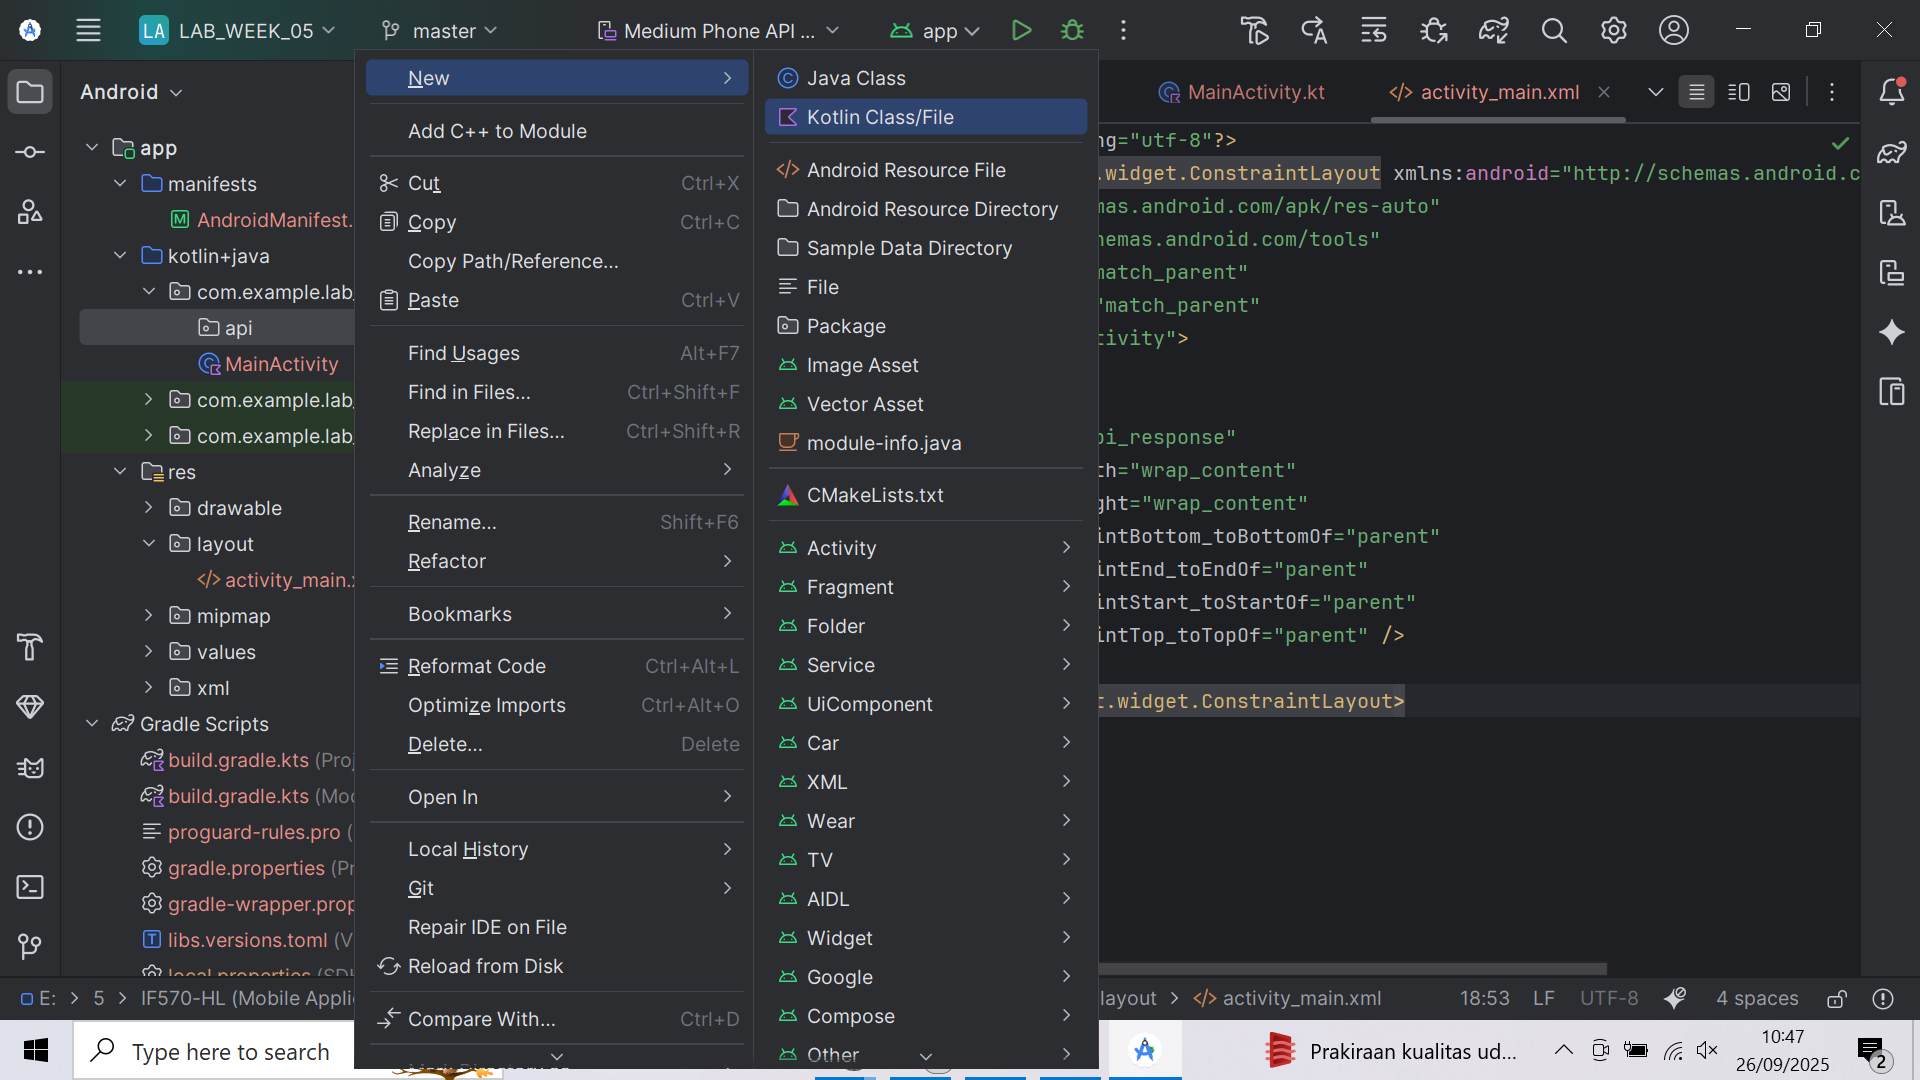 LA LAB_WEEK_05
master
Medium Phone API ...
app
Android
app
manifests
AndroidManifest.
kotlin+java
com.example.lab_
api
MainActivity
com.example.lab_
com.example.lab_
res
drawable
layout
activity_main.x
mipmap
values
xml
Gradle Scripts
build.gradle.kts (Proj
build.gradle.kts (Mod
proguard-rules.pro (
gradle.properties (Pr
gradle-wrapper.prop
libs.versions.toml (V
local.properties (SDK
New
Add C++ to Module
Cut Ctrl+X
Copy Ctrl+C
Copy Path/Reference...
Paste Ctrl+V
Find Usages Alt+F7
Find in Files... Ctrl+Shift+F
Replace in Files... Ctrl+Shift+R
Analyze
Rename... Shift+F6
Refactor
Bookmarks
Reformat Code Ctrl+Alt+L
Optimize Imports Ctrl+Alt+O
Delete... Delete
Open In
Local History
Git
Repair IDE on File
Reload from Disk
Compare With... Ctrl+D
Java Class
Kotlin Class/File
Android Resource File
Android Resource Directory
Sample Data Directory
File
Package
Image Asset
Vector Asset
module-info.java
CMakeLists.txt
Activity
Fragment
Folder
Service
UiComponent
Car
XML
Wear
TV
AIDL
Widget
Google
Compose
Other
MainActivity.kt
activity_main.xml
ng="utf-8"?>
.widget.ConstraintLayout xmlns:android="http://schemas.android.c
mas.android.com/apk/res-auto"
hemas.android.com/tools"
match_parent"
"match_parent"
tivity">
pi_response"
th="wrap_content"
ght="wrap_content"
intBottom_toBottomOf="parent"
intEnd_toEndOf="parent"
intStart_toStartOf="parent"
intTop_toTopOf="parent" />
t.widget.ConstraintLayout>
E: > 5 > IF570-HL (Mobile Applic
layout > activity_main.xml
18:53 LF UTF-8 4 spaces
Type here to search
Prakiraan kualitas ud...
10:47
26/09/2025
2